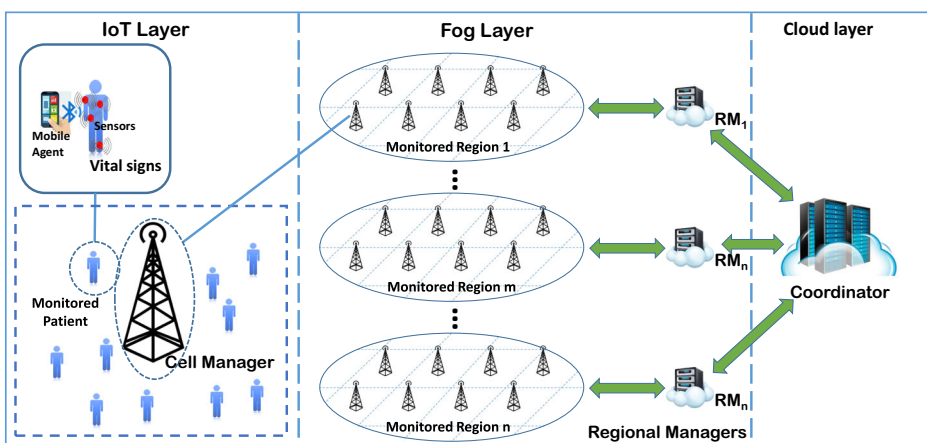 IoT Layer
Fog Layer
Cloud layer
Mobile
Agent
Sensors
Vital signs
Monitored
Patient
Cell Manager
Monitored Region 1
Monitored Region m
Monitored Region n
RM1
RMn
RMn
Regional Managers
Coordinator